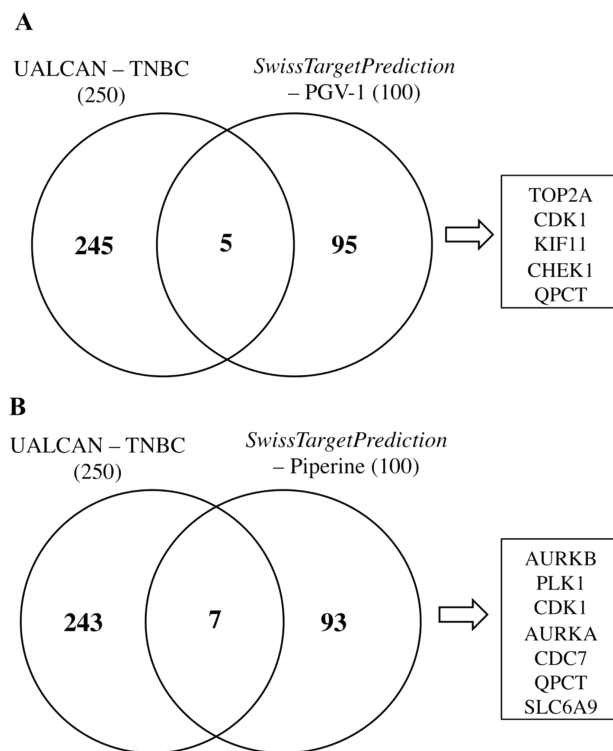 A
UALCAN – TNBC
(250)
SwissTargetPrediction
– PGV-1 (100)
245
5
95
TOP2A
CDK1
KIF11
CHEK1
QPCT
B
UALCAN – TNBC
(250)
SwissTargetPrediction
– Piperine (100)
243
7
93
AURKB
PLK1
CDK1
AURKA
CDC7
QPCT
SLC6A9